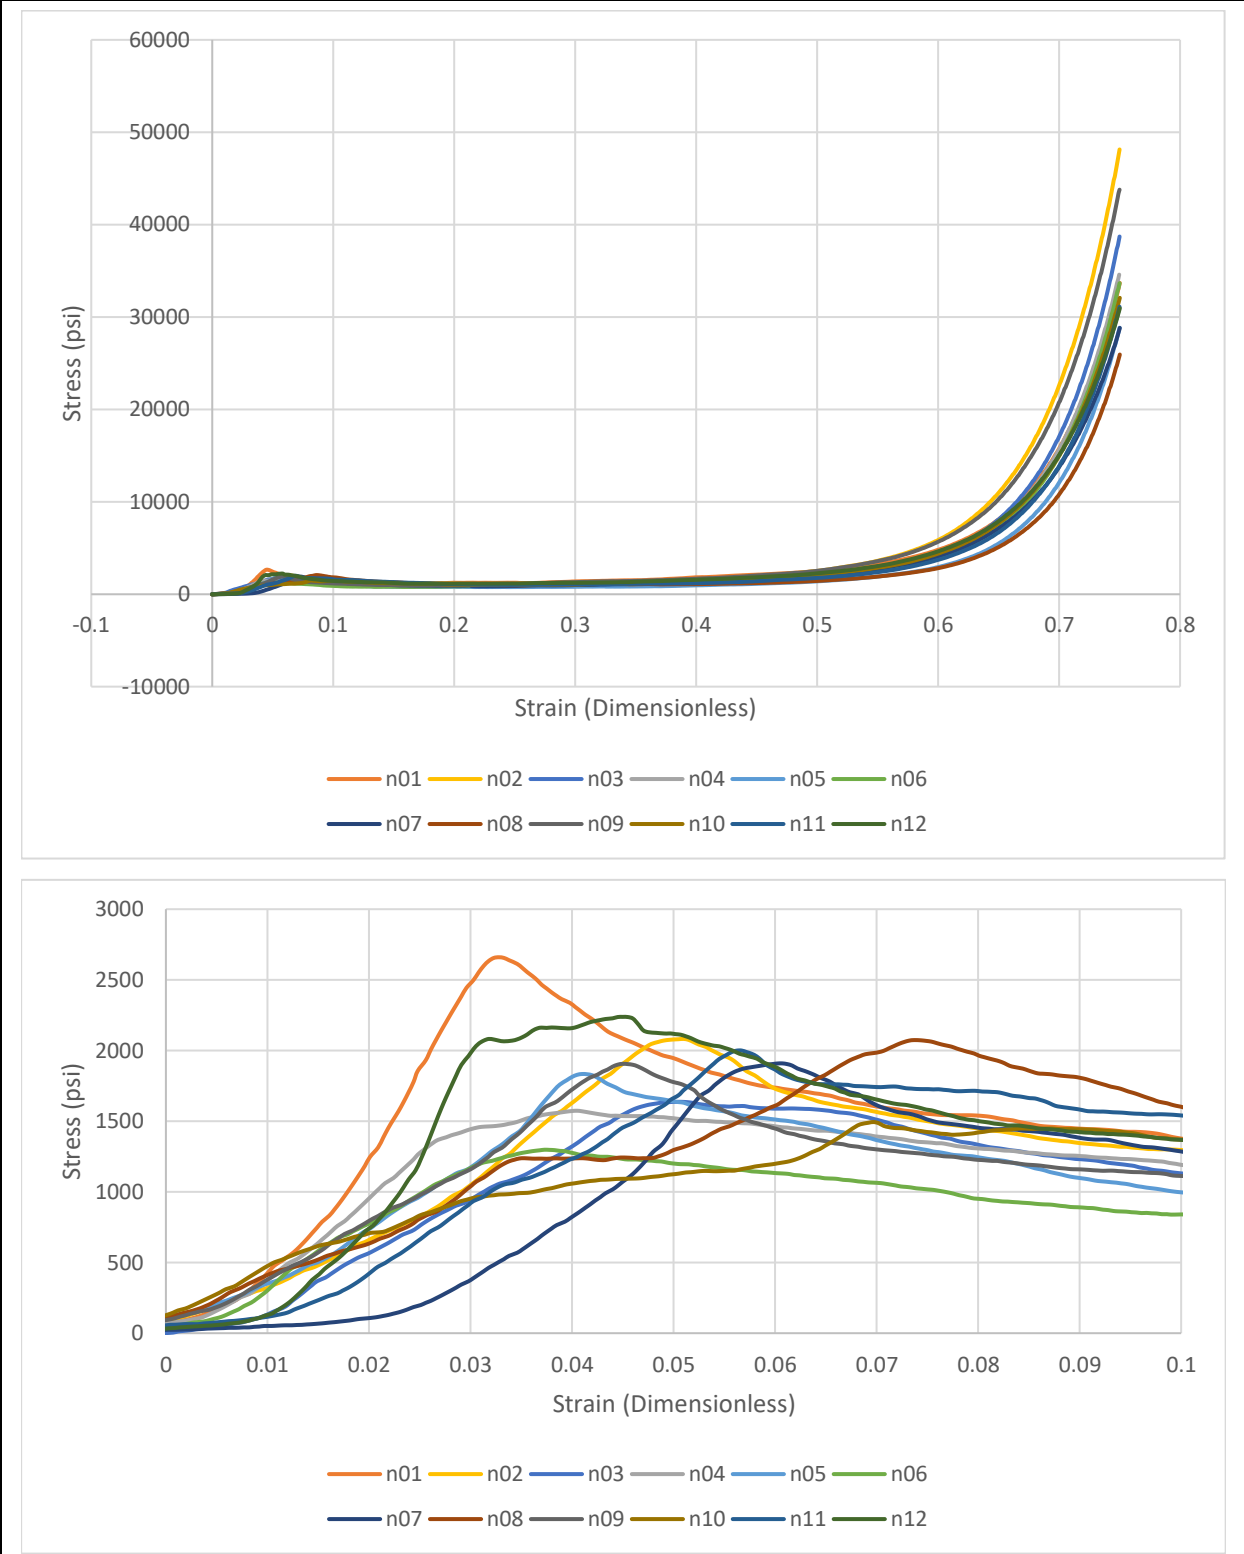 60000
50000
40000
30000
20000
10000
0
-10000
-0.1 0 0.1 0.2 0.3 0.4 0.5 0.6 0.7 0.8
Stress (psi)
Strain (Dimensionless)
n01 n02 n03 n04 n05 n06
n07 n08 n09 n10 n11 n12
3000
2500
2000
1500
1000
500
0
0 0.01 0.02 0.03 0.04 0.05 0.06 0.07 0.08 0.09 0.1
Stress (psi)
Strain (Dimensionless)
n01 n02 n03 n04 n05 n06
n07 n08 n09 n10 n11 n12